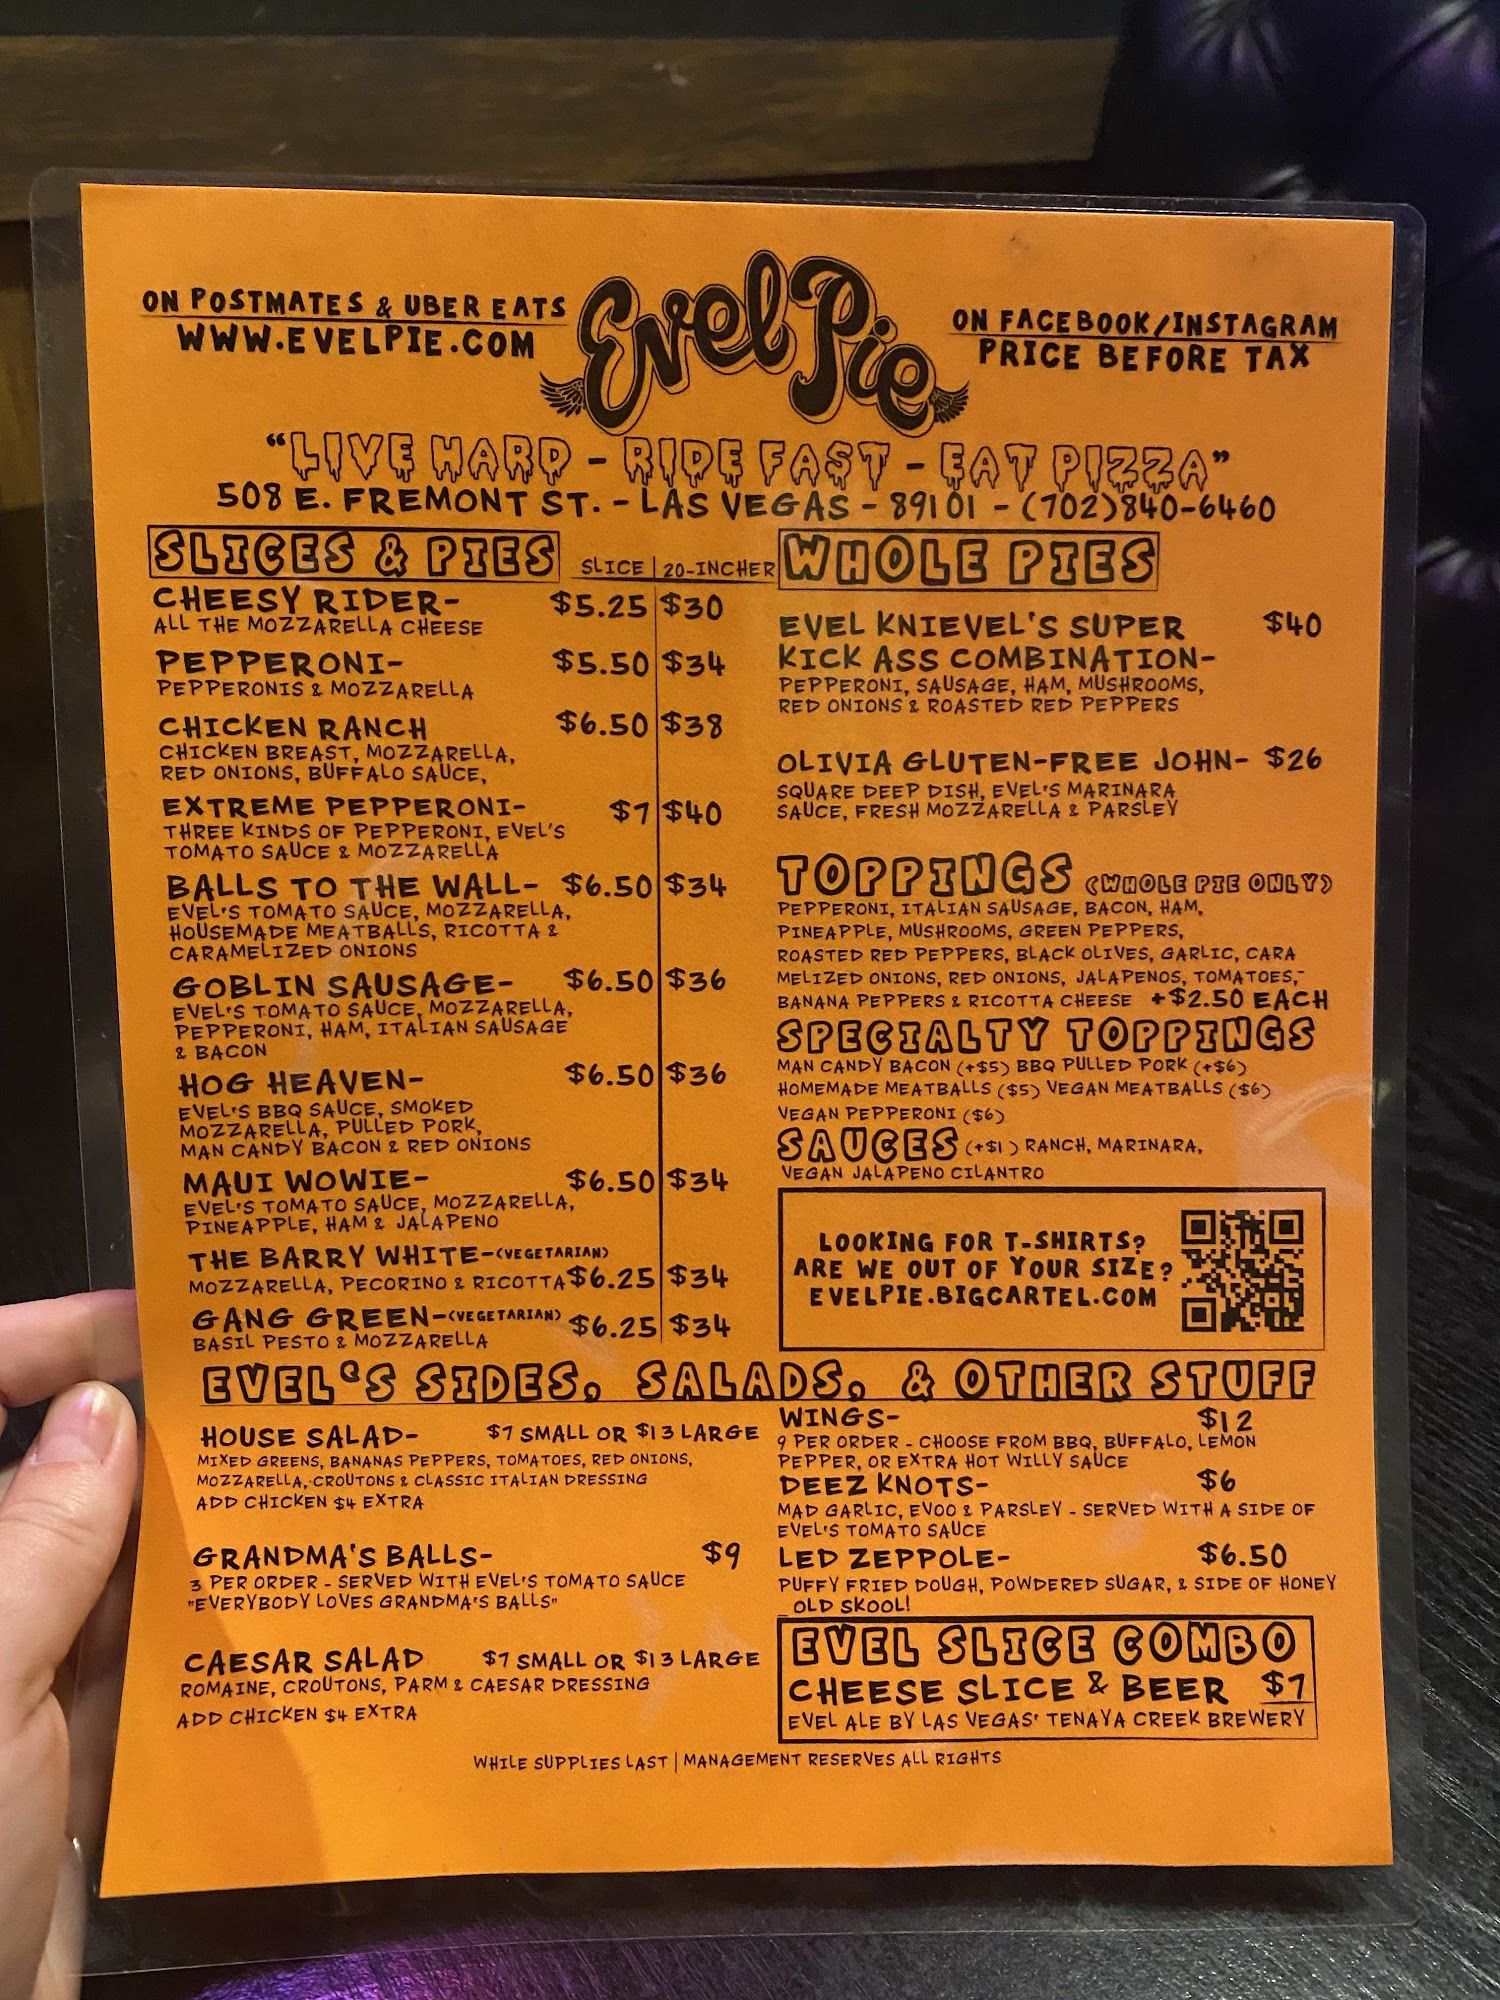 ON POSTMATES & UBER EATS
WWW.EVELPIE.COM
Evel Pie
ON FACEBOOK/INSTAGRAM
PRICE BEFORE TAX
"LIVE HARD - RIDE FAST - EAT PIZZA"
508 E. FREMONT ST. - LAS VEGAS - 89101 - (702)840-6460
SLICES & PIES
SLICE | 20-INCHER
CHEESY RIDER- $5.25 $30
ALL THE MOZZARELLA CHEESE
PEPPERONI- $5.50 $34
PEPPERONIS & MOZZARELLA
CHICKEN RANCH $6.50 $38
CHICKEN BREAST, MOZZARELLA,
RED ONIONS, BUFFALO SAUCE,
EXTREME PEPPERONI- $7 $40
THREE KINDS OF PEPPERONI, EVEL'S
TOMATO SAUCE & MOZZARELLA
BALLS TO THE WALL- $6.50 $34
EVEL'S TOMATO SAUCE, MOZZARELLA,
HOUSEMADE MEATBALLS, RICOTTA &
CARAMELIZED ONIONS
GOBLIN SAUSAGE- $6.50 $36
EVEL'S TOMATO SAUCE, MOZZARELLA,
PEPPERONI, HAM, ITALIAN SAUSAGE
& BACON
HOG HEAVEN- $6.50 $36
EVEL'S BBQ SAUCE, SMOKED
MOZZARELLA, PULLED PORK,
MAN CANDY BACON & RED ONIONS
MAUI WOWIE- $6.50 $34
EVEL'S TOMATO SAUCE, MOZZARELLA,
PINEAPPLE, HAM & JALAPENO
THE BARRY WHITE-(VEGETARIAN)
MOZZARELLA, PECORINO & RICOTTA $6.25 $34
GANG GREEN-(VEGETARIAN) $6.25 $34
BASIL PESTO & MOZZARELLA
WHOLE PIES
EVEL KNIEVEL'S SUPER $40
KICK ASS COMBINATION-
PEPPERONI, SAUSAGE, HAM, MUSHROOMS,
RED ONIONS & ROASTED RED PEPPERS
OLIVIA GLUTEN-FREE JOHN- $26
SQUARE DEEP DISH, EVEL'S MARINARA
SAUCE, FRESH MOZZARELLA & PARSLEY
TOPPINGS (WHOLE PIE ONLY)
PEPPERONI, ITALIAN SAUSAGE, BACON, HAM,
PINEAPPLE, MUSHROOMS, GREEN PEPPERS,
ROASTED RED PEPPERS, BLACK OLIVES, GARLIC, CARA
MELIZED ONIONS, RED ONIONS, JALAPENOS, TOMATOES,
BANANA PEPPERS & RICOTTA CHEESE +$2.50 EACH
SPECIALTY TOPPINGS
MAN CANDY BACON (+$5) BBQ PULLED PORK (+$6)
HOMEMADE MEATBALLS ($5) VEGAN MEATBALLS ($6)
VEGAN PEPPERONI ($6)
SAUCES (+$1) RANCH, MARINARA,
VEGAN JALAPENO CILANTRO
LOOKING FOR T-SHIRTS?
ARE WE OUT OF YOUR SIZE?
EVELPIE.BIGCARTEL.COM
EVEL'S SIDES, SALADS, & OTHER STUFF
HOUSE SALAD- $7 SMALL OR $13 LARGE
MIXED GREENS, BANANAS PEPPERS, TOMATOES, RED ONIONS,
MOZZARELLA, CROUTONS & CLASSIC ITALIAN DRESSING
ADD CHICKEN $4 EXTRA
GRANDMA'S BALLS- $9
3 PER ORDER - SERVED WITH EVEL'S TOMATO SAUCE
"EVERYBODY LOVES GRANDMA'S BALLS"
CAESAR SALAD $7 SMALL OR $13 LARGE
ROMAINE, CROUTONS, PARM & CAESAR DRESSING
ADD CHICKEN $4 EXTRA
WINGS- $12
9 PER ORDER - CHOOSE FROM BBQ, BUFFALO, LEMON
PEPPER, OR EXTRA HOT WILLY SAUCE
DEEZ KNOTS- $6
MAD GARLIC, EVOO & PARSLEY - SERVED WITH A SIDE OF
EVEL'S TOMATO SAUCE
LED ZEPPOLE- $6.50
PUFFY FRIED DOUGH, POWDERED SUGAR, & SIDE OF HONEY
_ OLD SKOOL!
EVEL SLICE COMBO
CHEESE SLICE & BEER $7
EVEL ALE BY LAS VEGAS' TENAYA CREEK BREWERY
WHILE SUPPLIES LAST | MANAGEMENT RESERVES ALL RIGHTS